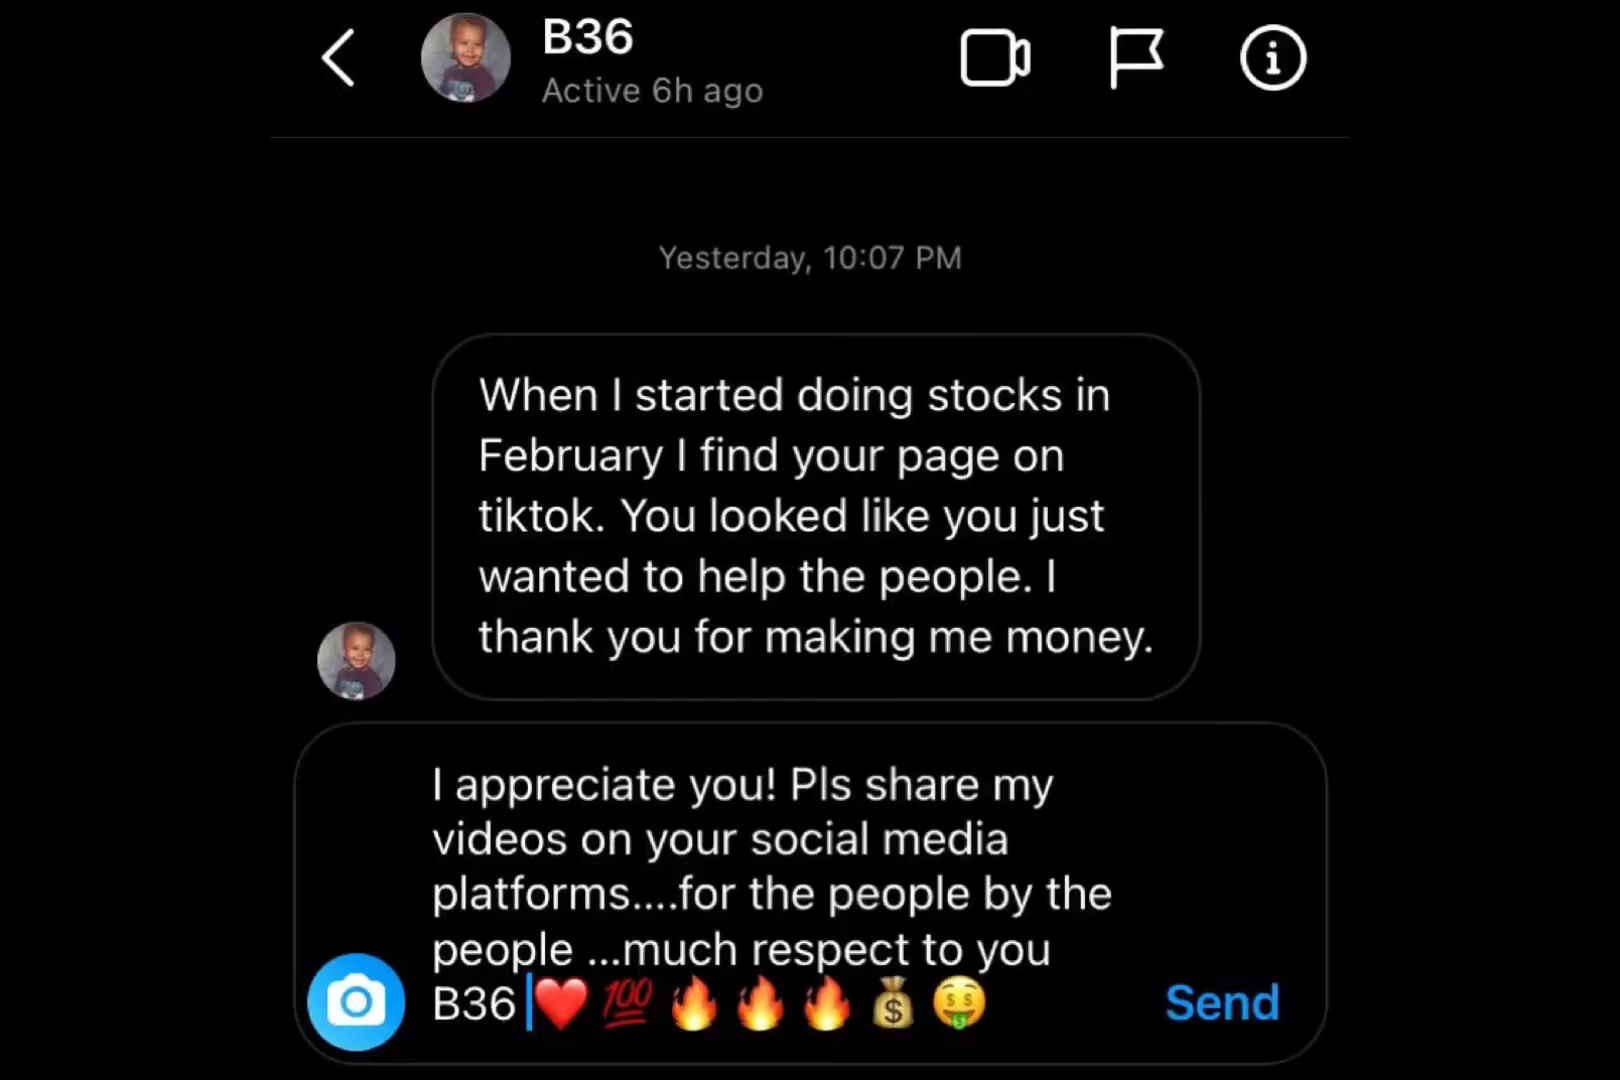 B36
Active 6h ago
Yesterday, 10:07 PM
When I started doing stocks in
February I find your page on
tiktok. You looked like you just
wanted to help the people. I
thank you for making me money.
I appreciate you! Pls share my
videos on your social media
platforms....for the people by the
people ...much respect to you
B36 ❤️ 💯 🔥 🔥 🔥 💰 🤑
Send